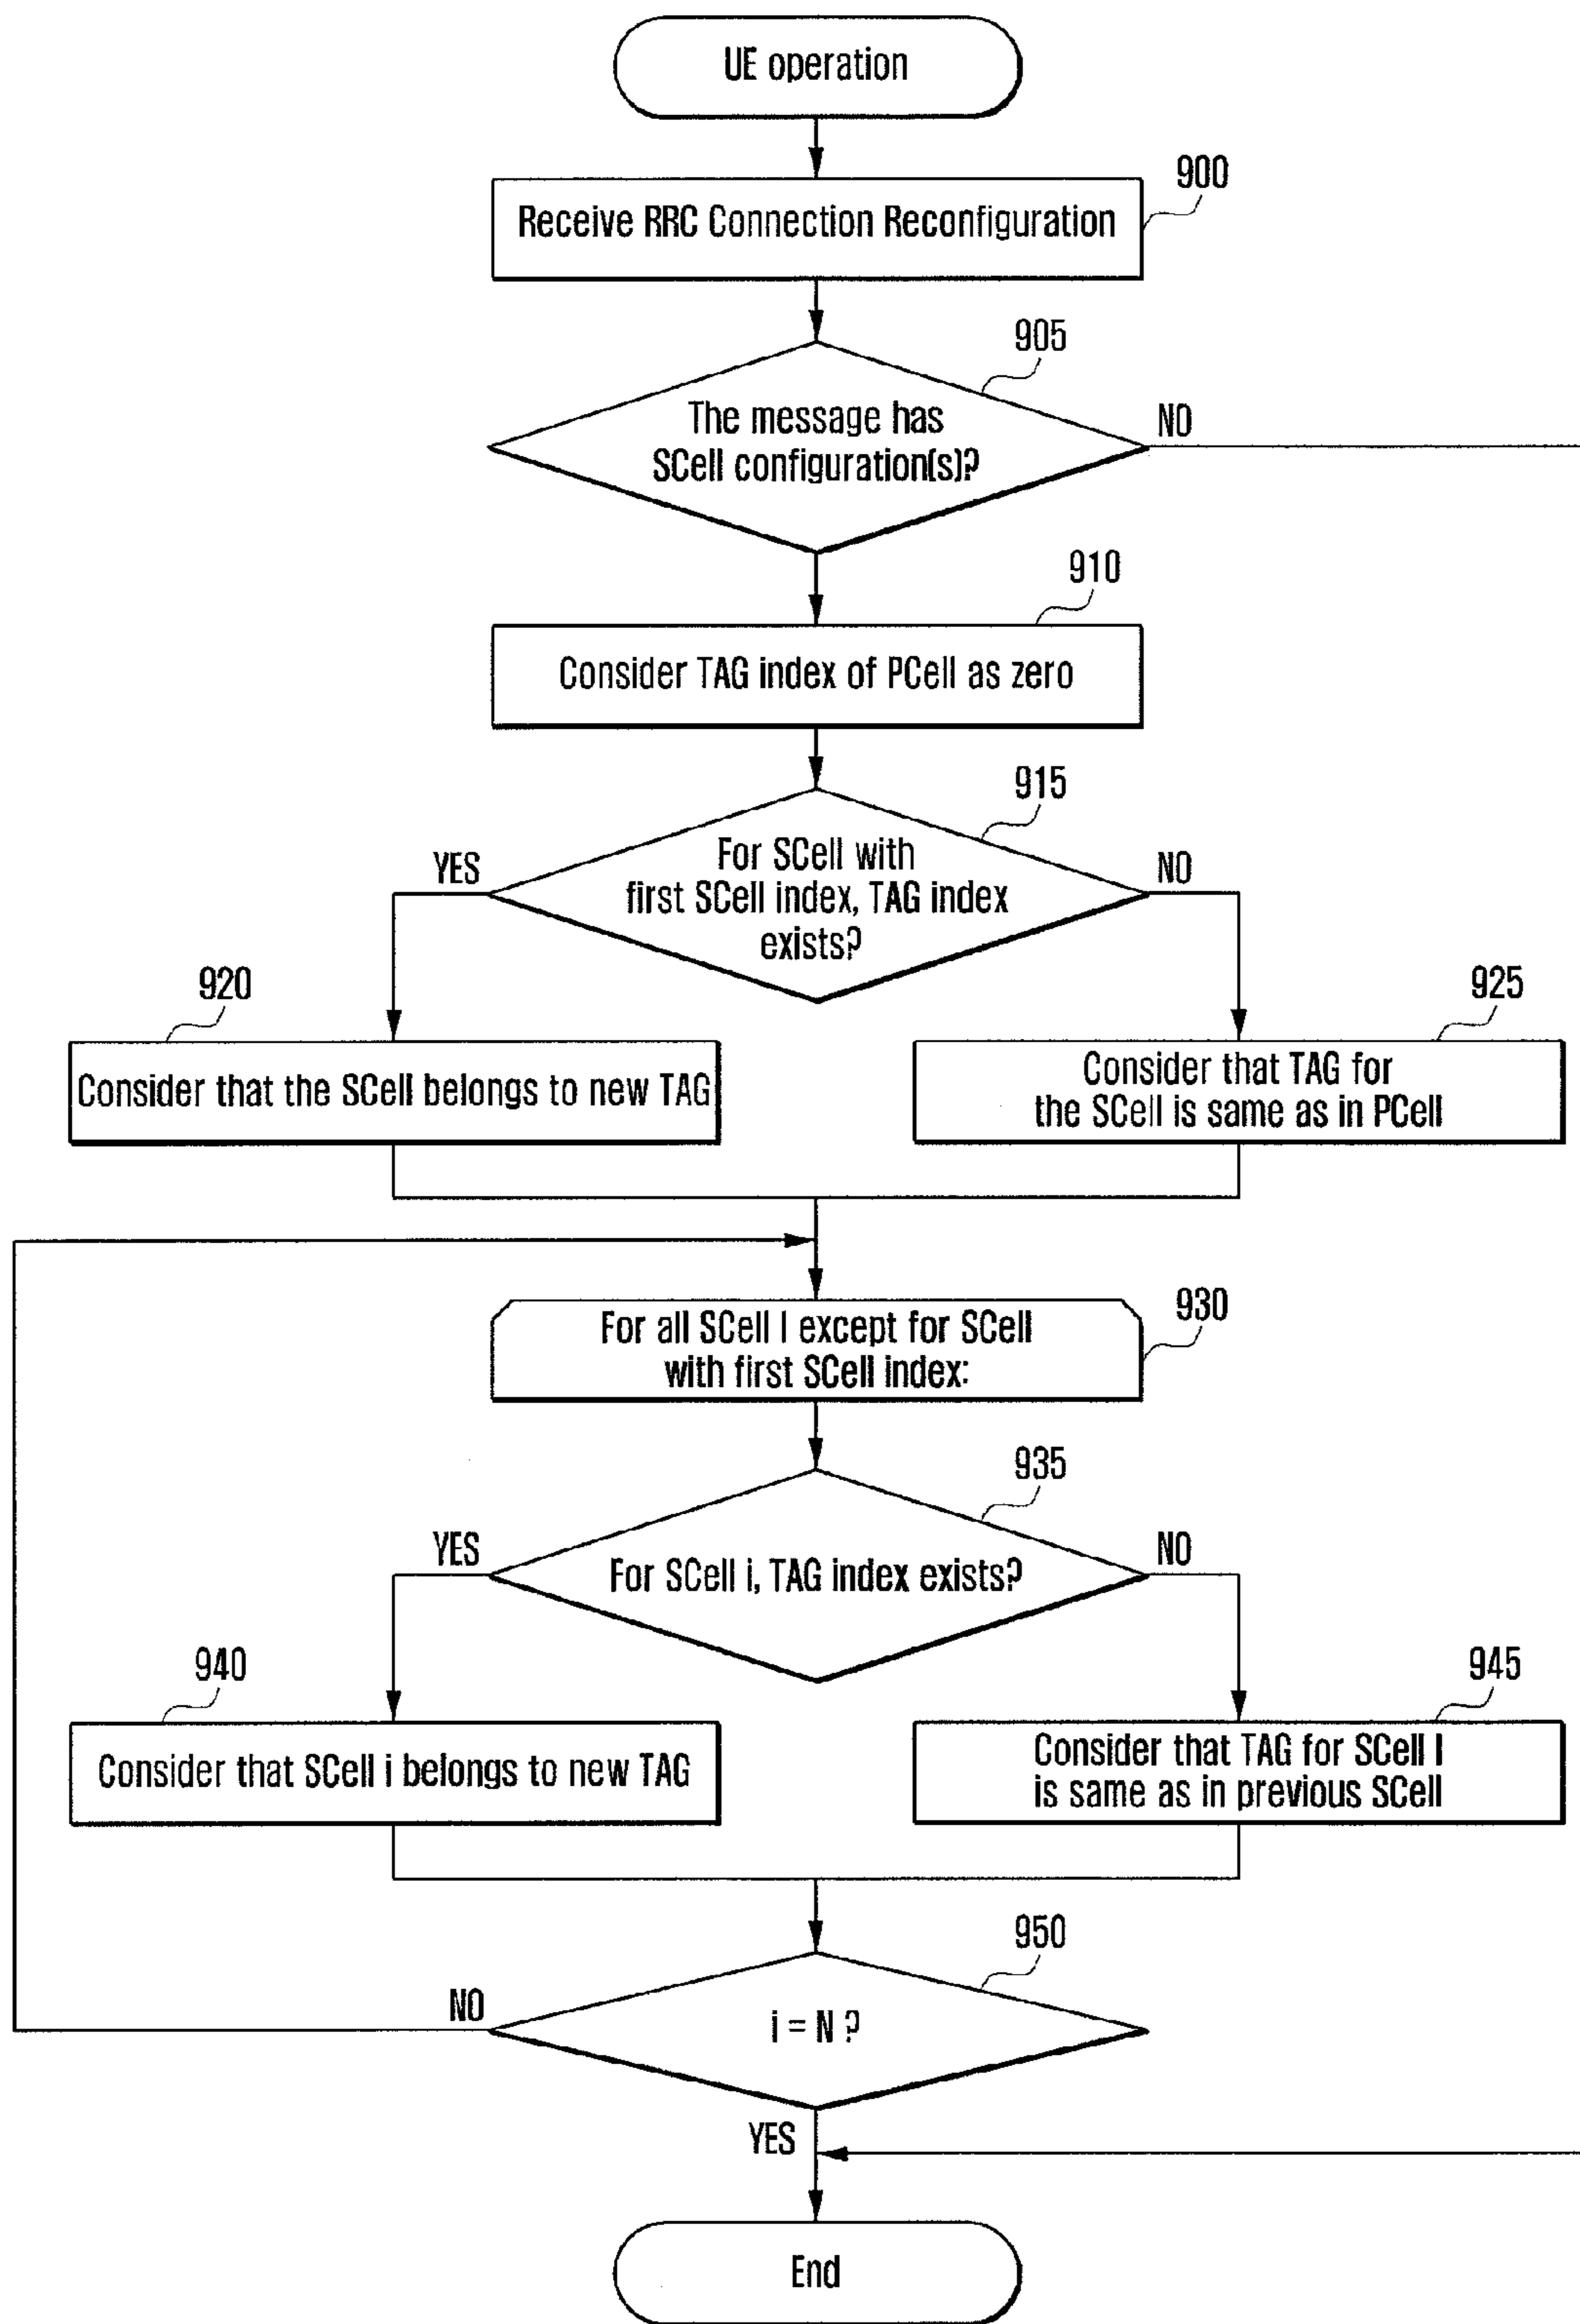 UE operation
900
Receive RRC Connection Reconfiguration
905
The message has
SCell configuration(s)?
NO
910
Consider TAG index of PCell as zero
915
For SCell with
first SCell index, TAG index
exists?
YES
NO
920
Consider that the SCell belongs to new TAG
925
Consider that TAG for
the SCell is same as in PCell
930
For all SCell I except for SCell
with first SCell index:
935
For SCell i, TAG index exists?
YES
NO
940
Consider that SCell i belongs to new TAG
945
Consider that TAG for SCell I
is same as in previous SCell
950
i = N ?
NO
YES
End